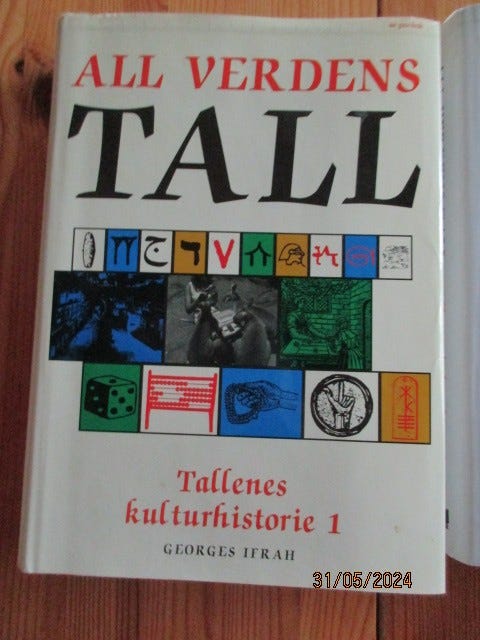 ALL VERDENS
TALL
Tallenes
kulturhistorie 1
GEORGES IFRAH
31/05/2024